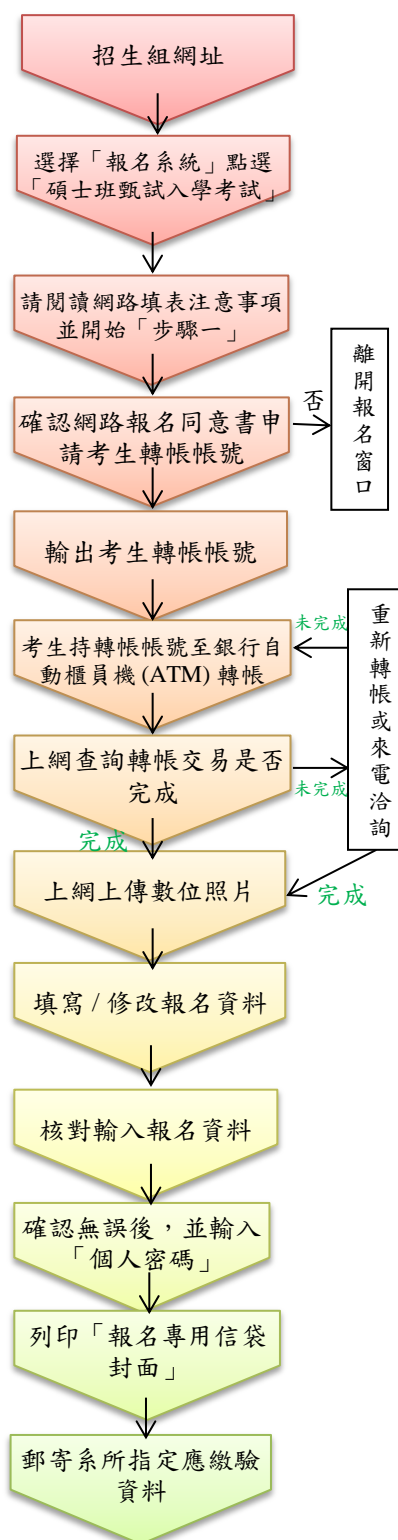 招生組網址
選擇「報名系統」點選
「碩士班甄試入學考試」
請閱讀網路填表注意事項
並開始「步驟一」
確認網路報名同意書申
請考生轉帳帳號
否
離開報名窗口
輸出考生轉帳帳號
考生持轉帳帳號至銀行自
動櫃員機 (ATM) 轉帳
未完成
重新轉帳或來電洽詢
上網查詢轉帳交易是否
完成
未完成
完成
上網上傳數位照片
完成
填寫 / 修改報名資料
核對輸入報名資料
確認無誤後，並輸入
「個人密碼」
列印「報名專用信袋
封面」
郵寄系所指定應繳驗
資料